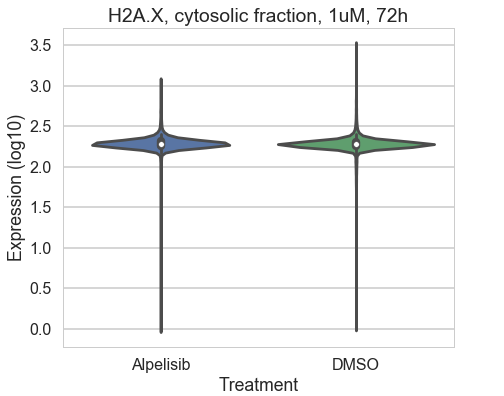 H2A.X, cytosolic fraction, 1uM, 72h
3.5
3.0
2.5
2.0
1.5
1.0
0.5
0.0
Expression (log10)
Alpelisib DMSO
Treatment